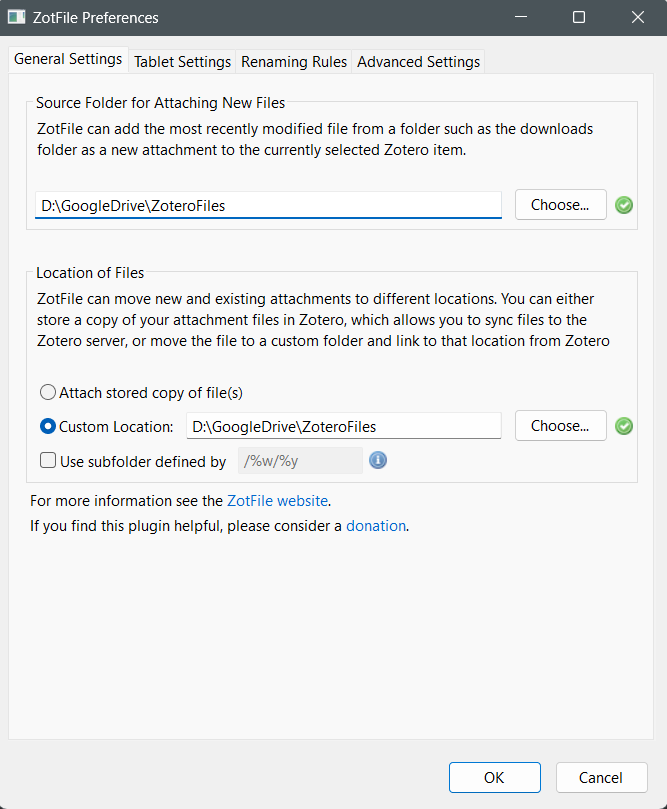 ZotFile Preferences
General Settings Tablet Settings Renaming Rules Advanced Settings
Source Folder for Attaching New Files
ZotFile can add the most recently modified file from a folder such as the downloads
folder as a new attachment to the currently selected Zotero item.
D:\GoogleDrive\ZoteroFiles Choose...
Location of Files
ZotFile can move new and existing attachments to different locations. You can either
store a copy of your attachment files in Zotero, which allows you to sync files to the
Zotero server, or move the file to a custom folder and link to that location from Zotero
Attach stored copy of file(s)
Custom Location: D:\GoogleDrive\ZoteroFiles Choose...
Use subfolder defined by /%w/%y
For more information see the ZotFile website.
If you find this plugin helpful, please consider a donation.
OK Cancel